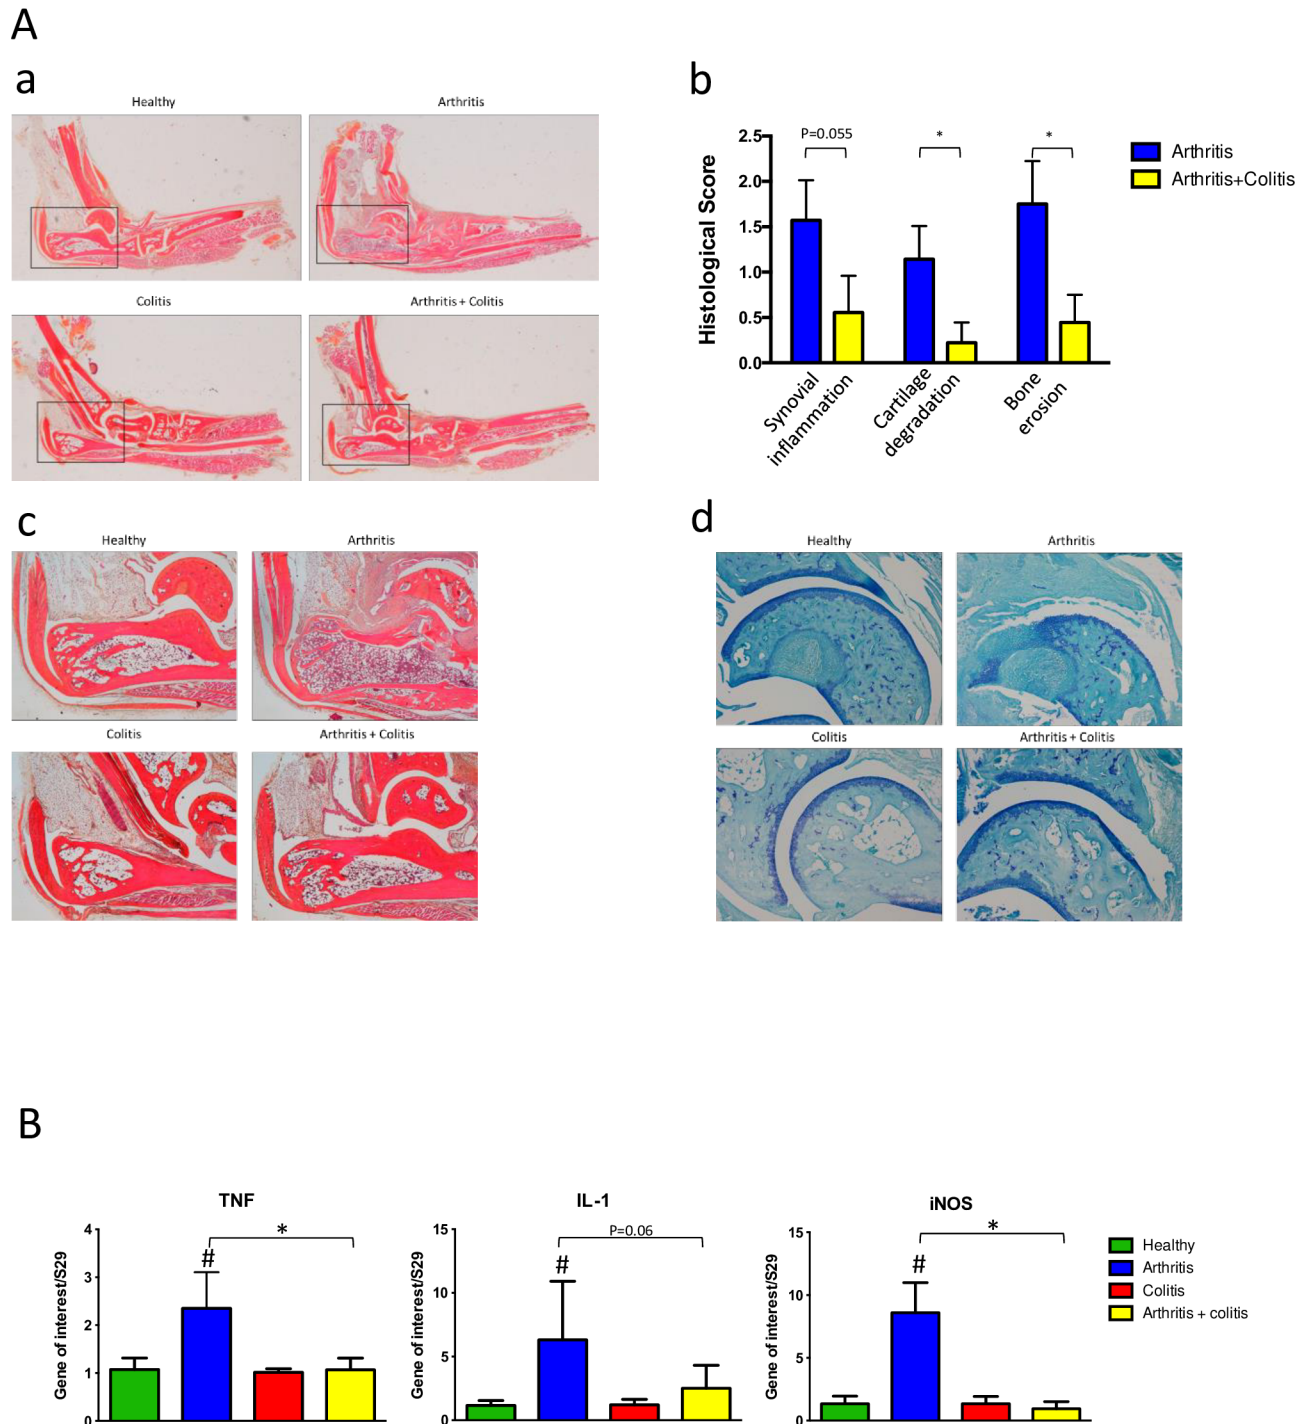 A
a
Healthy
Arthritis
Colitis
Arthritis + Colitis
b
Histological Score
2.5
2.0
1.5
1.0
0.5
0.0
P=0.055
*
*
Synovial
inflammation
Cartilage
degradation
Bone
erosion
Arthritis
Arthritis+Colitis
c
Healthy
Arthritis
Colitis
Arthritis + Colitis
d
Healthy
Arthritis
Colitis
Arthritis + Colitis
B
TNF
Gene of interest/S29
4
3
2
1
0
#
*
IL-1
Gene of interest/S29
15
10
5
0
#
P=0.06
iNOS
Gene of interest/S29
15
10
5
0
#
*
Healthy
Arthritis
Colitis
Arthritis + colitis